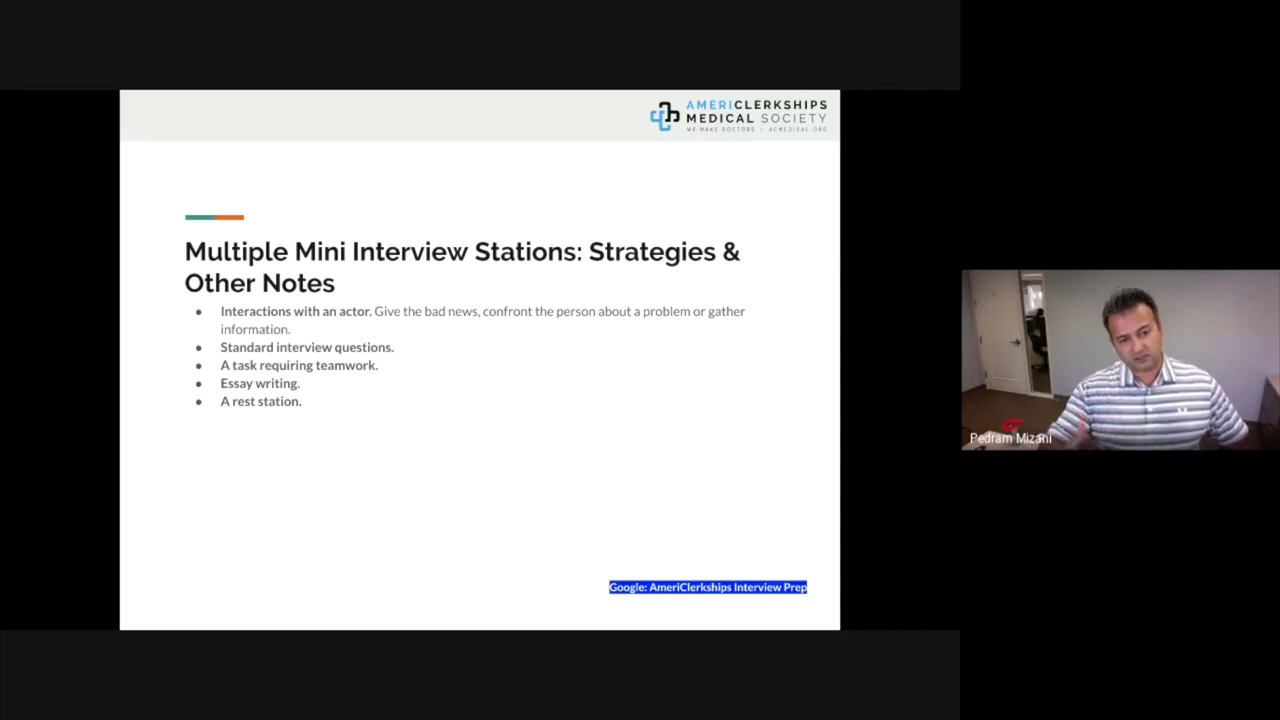 AMERICLERKSHIPS
MEDICAL SOCIETY
WE MAKE DOCTORS | ACMEDICAL.ORG
Multiple Mini Interview Stations: Strategies &
Other Notes
● Interactions with an actor. Give the bad news, confront the person about a problem or gather
information.
● Standard interview questions.
● A task requiring teamwork.
● Essay writing.
● A rest station.
Google: AmeriClerkships Interview Prep
Pedram Mizani